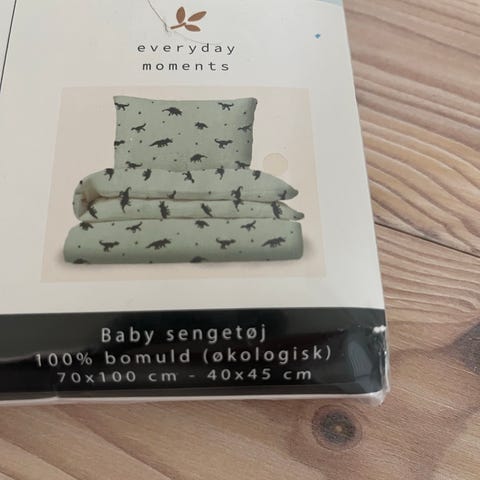 everyday
moments
Baby sengetøj
100% bomuld (økologisk)
70x100 cm - 40x45 cm